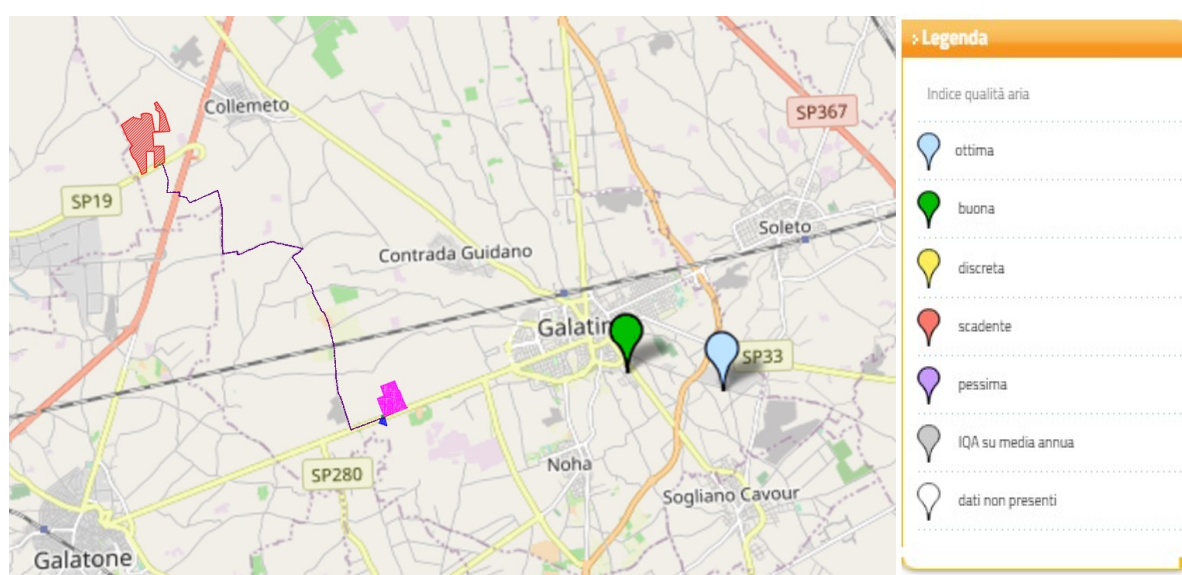 Collemeto
SP367
SP19
Soleto
Contrada Guidano
Galatin
SP33
SP280
Noha
Sogliano Cavour
Galatone
Legenda
Indice qualità aria
ottima
buona
discreta
scadente
pessima
IQA su media annua
dati non presenti